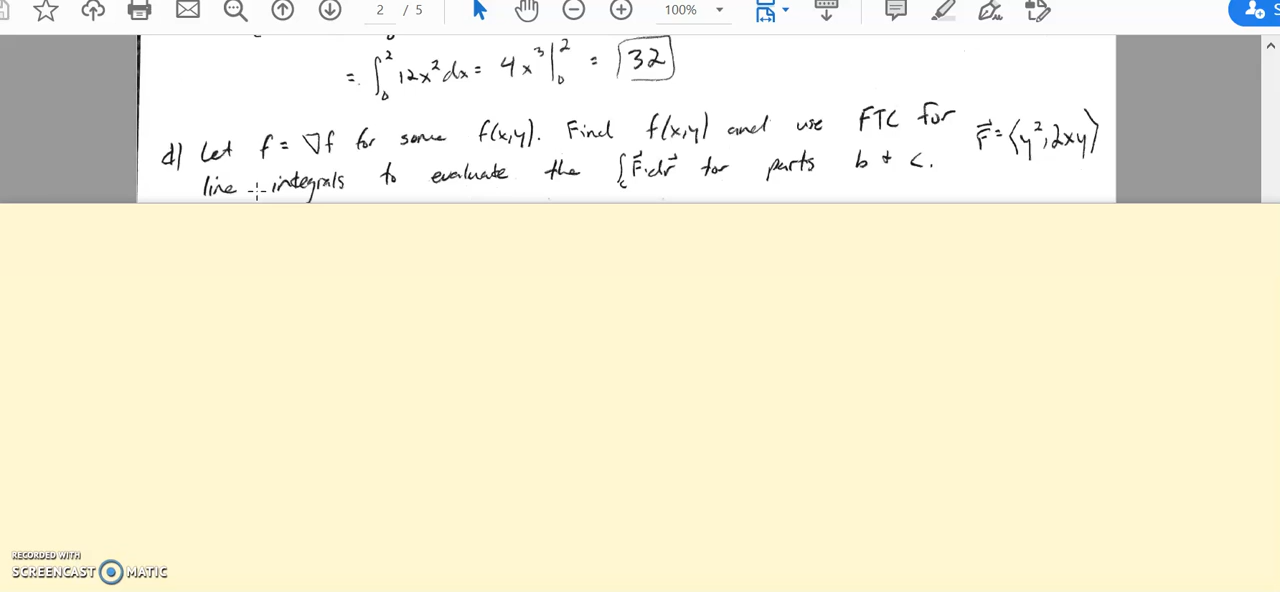 2 / 5 100%
= ∫₀² 12x² dx = 4x³ |₀² = 32
d) Let f = ∇f for some f(x,y). Find f(x,y) and use FTC for F⃗ = ⟨y², 2xy⟩
line integrals to evaluate the ∫_c F⃗·dr⃗ for parts b + c.
RECORDED WITH
SCREENCAST MATIC